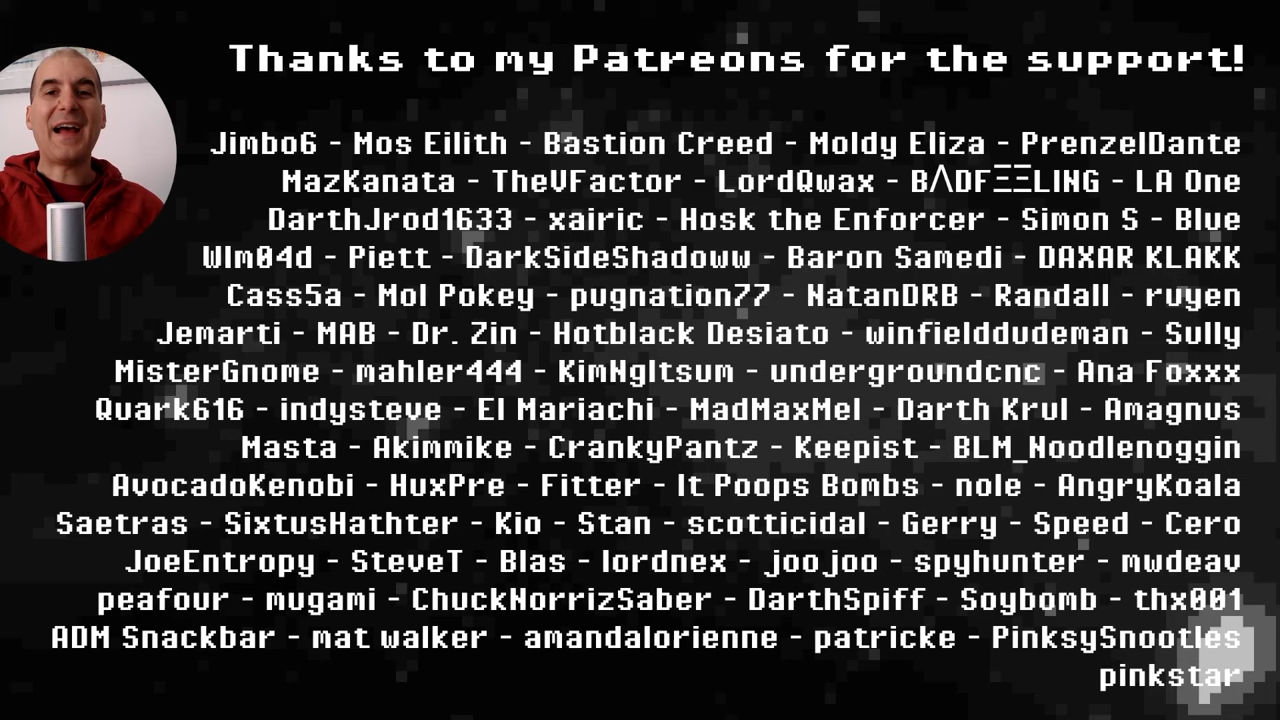 Thanks to my Patreons for the support!
Jimbo6 - Mos Eilith - Bastion Creed - Moldy Eliza - PrenzelDante
MazKanata - TheVFactor - LordQwax - BΛDFΞΞLING - LA One
DarthJrod1633 - xairic - Hosk the Enforcer - Simon S - Blue
Wlm04d - Piett - DarkSideShadoww - Baron Samedi - DAXAR KLAKK
Cass5a - Mol Pokey - pugnation77 - NatanDRB - Randall - ruyen
Jemarti - MAB - Dr. Zin - Hotblack Desiato - winfielddudeman - Sully
MisterGnome - mahler444 - KimNgltsum - undergroundcnc - Ana Foxxx
Quark616 - indysteve - El Mariachi - MadMaxMel - Darth Krul - Amagnus
Masta - Akimmike - CrankyPantz - Keepist - BLM_Noodlenoggin
AvocadoKenobi - HuxPre - Fitter - It Poops Bombs - nole - AngryKoala
Saetras - SixtusHathter - Kio - Stan - scotticidal - Gerry - Speed - Cero
JoeEntropy - SteveT - Blas - lordnex - joojoo - spyhunter - mwdeav
peafour - mugami - ChuckNorrizSaber - DarthSpiff - Soybomb - thx001
ADM Snackbar - mat walker - amandalorienne - patricke - PinksySnootles
pinkstar